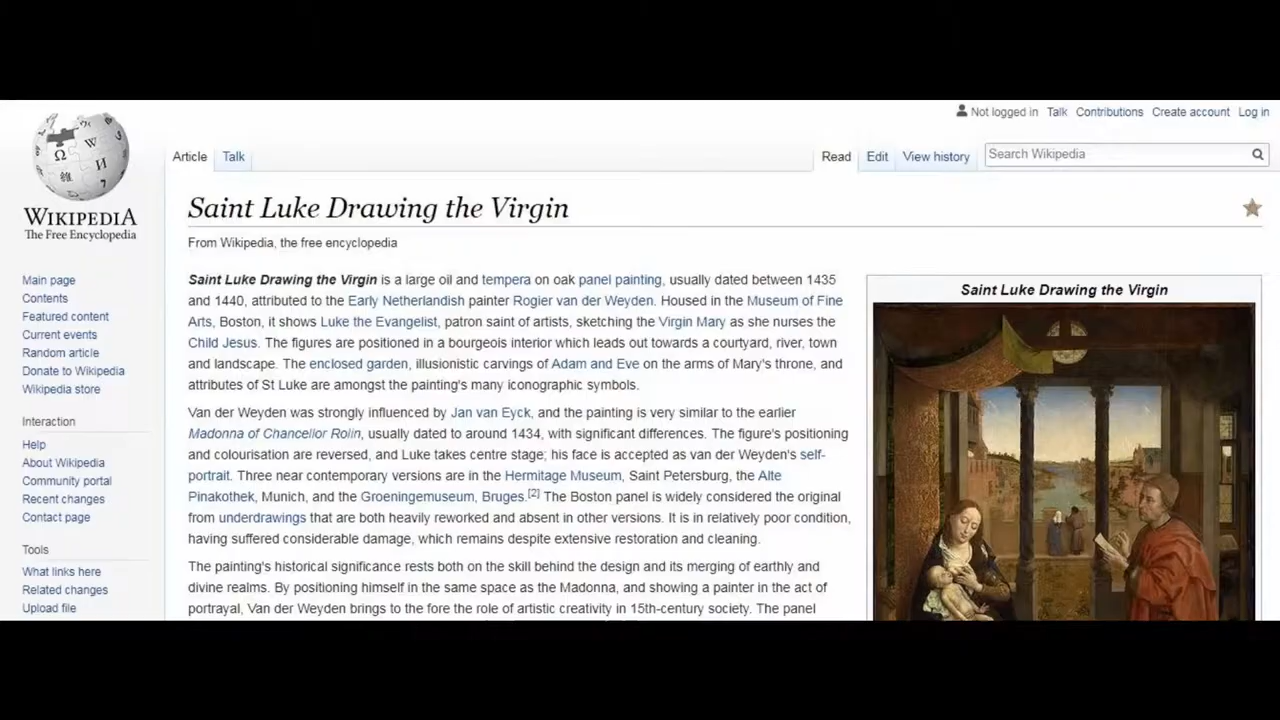 Not logged in Talk Contributions Create account Log in
Article Talk Read Edit View history Search Wikipedia
WIKIPEDIA
The Free Encyclopedia
Main page
Contents
Featured content
Current events
Random article
Donate to Wikipedia
Wikipedia store
Interaction
Help
About Wikipedia
Community portal
Recent changes
Contact page
Tools
What links here
Related changes
Upload file
Saint Luke Drawing the Virgin
From Wikipedia, the free encyclopedia
Saint Luke Drawing the Virgin is a large oil and tempera on oak panel painting, usually dated between 1435
and 1440, attributed to the Early Netherlandish painter Rogier van der Weyden. Housed in the Museum of Fine
Arts, Boston, it shows Luke the Evangelist, patron saint of artists, sketching the Virgin Mary as she nurses the
Child Jesus. The figures are positioned in a bourgeois interior which leads out towards a courtyard, river, town
and landscape. The enclosed garden, illusionistic carvings of Adam and Eve on the arms of Mary's throne, and
attributes of St Luke are amongst the painting's many iconographic symbols.
Van der Weyden was strongly influenced by Jan van Eyck, and the painting is very similar to the earlier
Madonna of Chancellor Rolin, usually dated to around 1434, with significant differences. The figure's positioning
and colourisation are reversed, and Luke takes centre stage; his face is accepted as van der Weyden's self-
portrait. Three near contemporary versions are in the Hermitage Museum, Saint Petersburg, the Alte
Pinakothek, Munich, and the Groeningemuseum, Bruges.[2] The Boston panel is widely considered the original
from underdrawings that are both heavily reworked and absent in other versions. It is in relatively poor condition,
having suffered considerable damage, which remains despite extensive restoration and cleaning.
The painting's historical significance rests both on the skill behind the design and its merging of earthly and
divine realms. By positioning himself in the same space as the Madonna, and showing a painter in the act of
portrayal, Van der Weyden brings to the fore the role of artistic creativity in 15th-century society. The panel
Saint Luke Drawing the Virgin